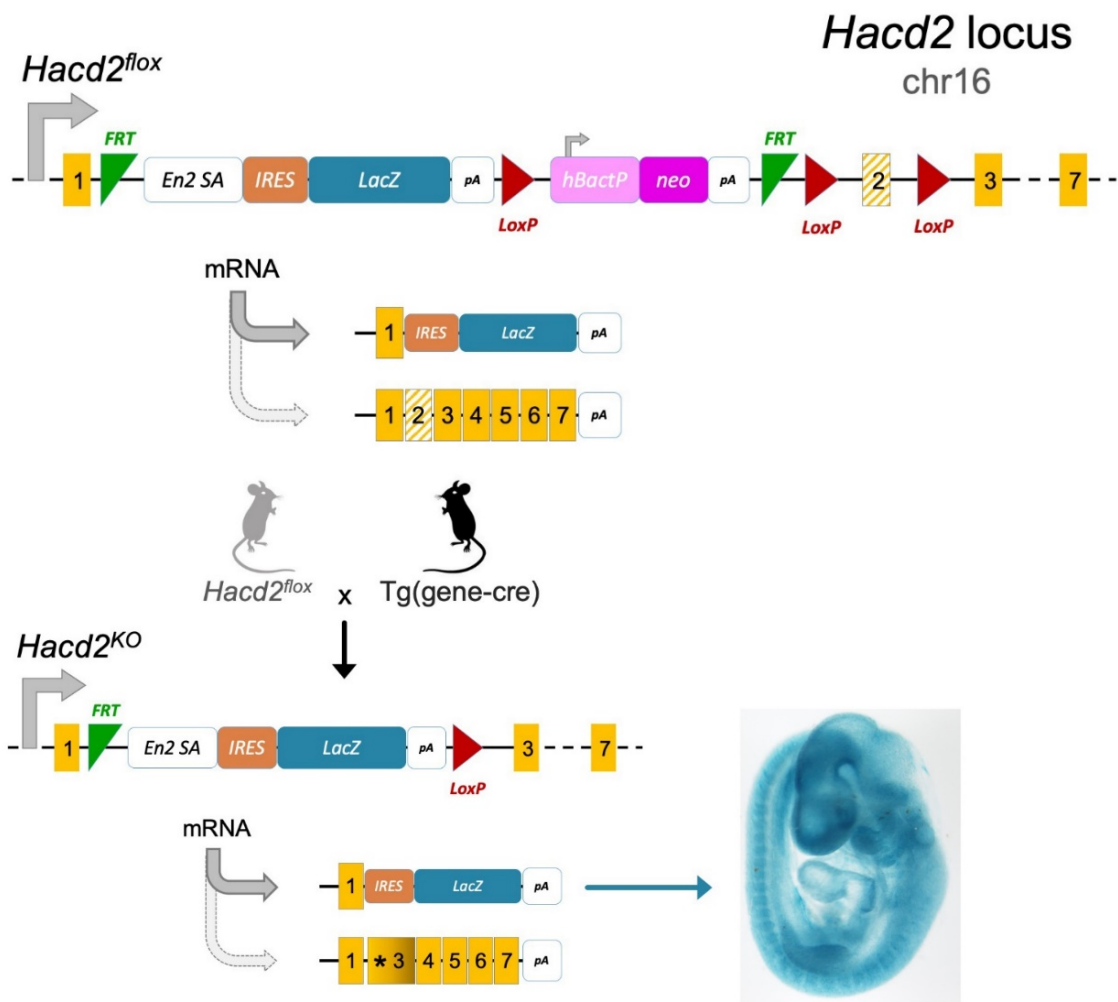 Hacd2 locus
chr16
Hacd2flox
FRT
FRT
1 En2 SA IRES LacZ pA hBactP neo pA 2 3 7
LoxP
LoxP
LoxP
mRNA
1 IRES LacZ pA
1 2 3 4 5 6 7 pA
Hacd2flox x Tg(gene-cre)
Hacd2KO
FRT
1 En2 SA IRES LacZ pA 3 7
LoxP
mRNA
1 IRES LacZ pA
1 * 3 4 5 6 7 pA